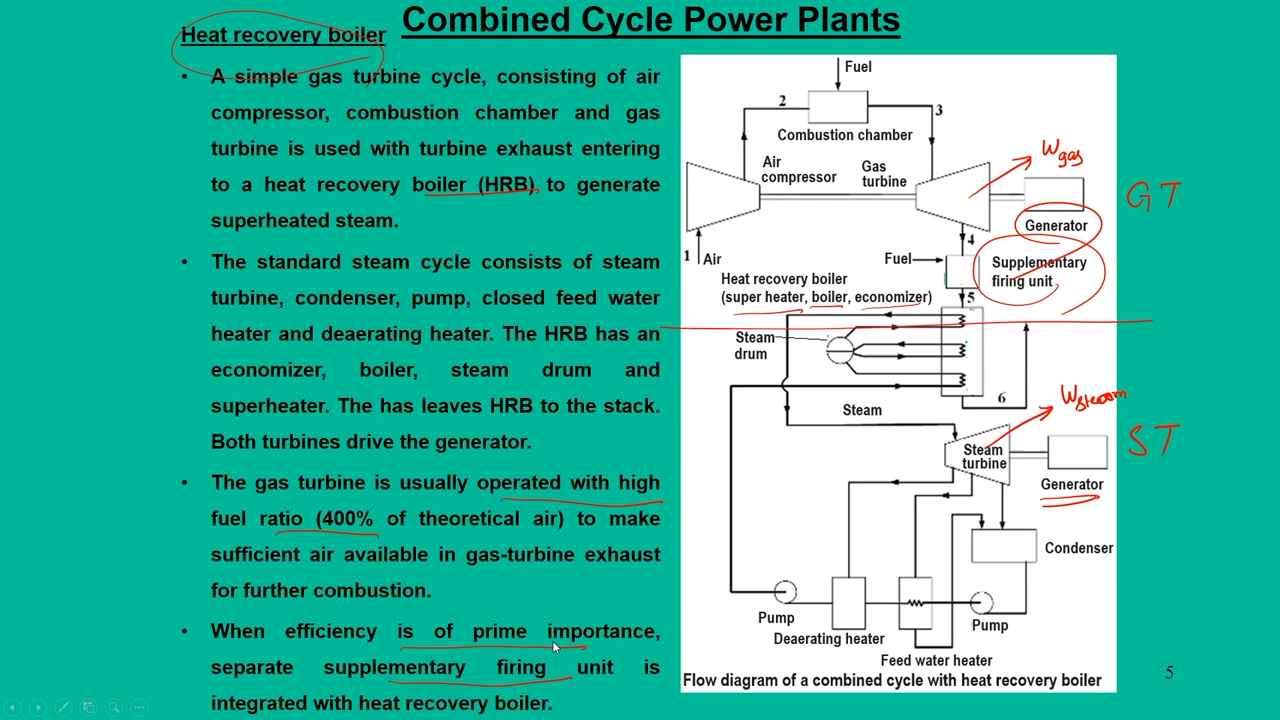 Combined Cycle Power Plants
Heat recovery boiler
• A simple gas turbine cycle, consisting of air
compressor, combustion chamber and gas
turbine is used with turbine exhaust entering
to a heat recovery boiler (HRB) to generate
superheated steam.
• The standard steam cycle consists of steam
turbine, condenser, pump, closed feed water
heater and deaerating heater. The HRB has an
economizer, boiler, steam drum and
superheater. The has leaves HRB to the stack.
Both turbines drive the generator.
• The gas turbine is usually operated with high
fuel ratio (400% of theoretical air) to make
sufficient air available in gas-turbine exhaust
for further combustion.
• When efficiency is of prime importance,
separate supplementary firing unit is
integrated with heat recovery boiler.
Fuel
2
3
Combustion chamber
Air
compressor
Gas
turbine
Wgas
GT
Generator
1 Air
4
Fuel
Supplementary
firing unit
Heat recovery boiler
(super heater, boiler, economizer)
5
Steam
drum
6
Steam
Wsteam
Steam
turbine
ST
Generator
Condenser
Pump
Deaerating heater
Pump
Feed water heater
Flow diagram of a combined cycle with heat recovery boiler
5